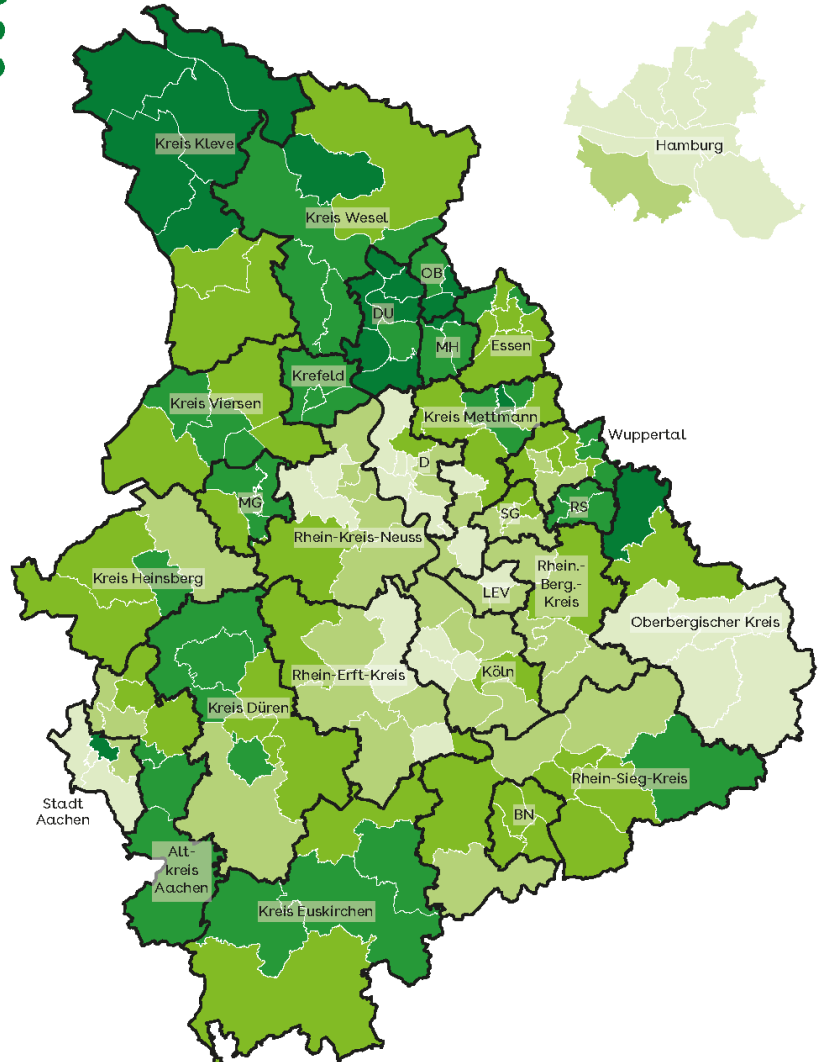 Kreis Kleve
Hamburg
Kreis Wesel
OB
DU
MH
Essen
Krefeld
Kreis Viersen
Kreis Mettmann
Wuppertal
D
MG
SG
RS
Rhein-Kreis-Neuss
Kreis Heinsberg
LEV
Rhein.-
Berg.-
Kreis
Oberbergischer Kreis
Rhein-Erft-Kreis
Köln
Kreis Düren
Rhein-Sieg-Kreis
Stadt
Aachen
BN
Alt-
kreis
Aachen
Kreis Euskirchen